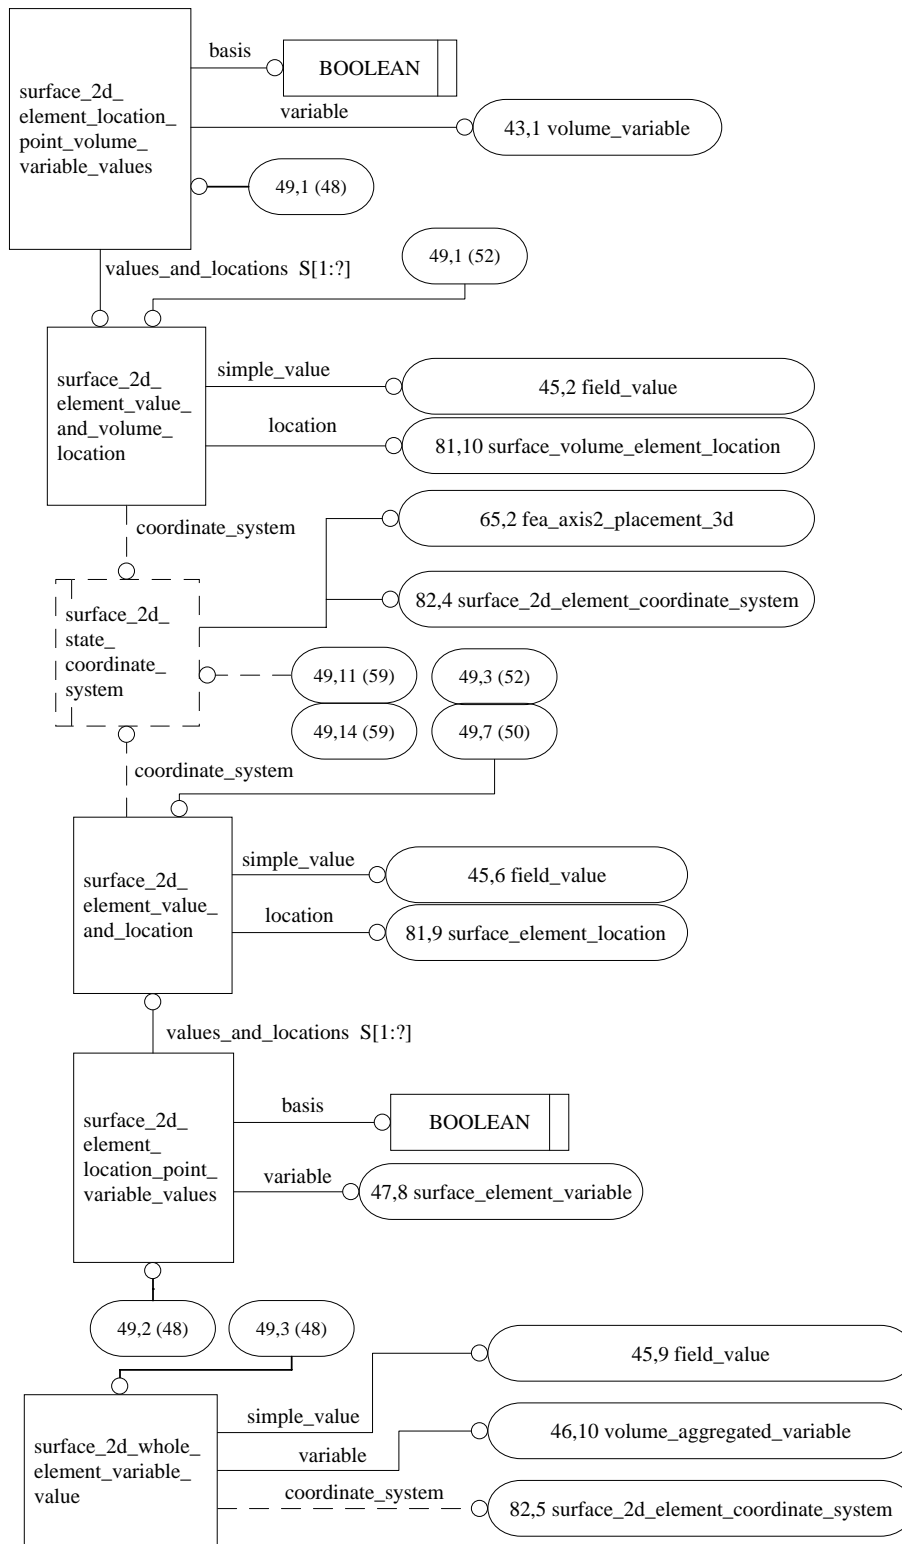 basis
BOOLEAN
surface_2d_
element_location_
point_volume_
variable_values
variable
43,1 volume_variable
49,1 (48)
49,1 (52)
values_and_locations S[1:?]
surface_2d_
element_value_
and_volume_
location
simple_value
45,2 field_value
location
81,10 surface_volume_element_location
coordinate_system
65,2 fea_axis2_placement_3d
82,4 surface_2d_element_coordinate_system
surface_2d_
state_
coordinate_
system
49,11 (59)
49,3 (52)
49,14 (59)
49,7 (50)
coordinate_system
surface_2d_
element_value_
and_location
simple_value
45,6 field_value
location
81,9 surface_element_location
values_and_locations S[1:?]
surface_2d_
element_
location_point_
variable_values
basis
BOOLEAN
variable
47,8 surface_element_variable
49,2 (48)
49,3 (48)
45,9 field_value
simple_value
surface_2d_whole_
element_variable_
value
46,10 volume_aggregated_variable
variable
coordinate_system
82,5 surface_2d_element_coordinate_system